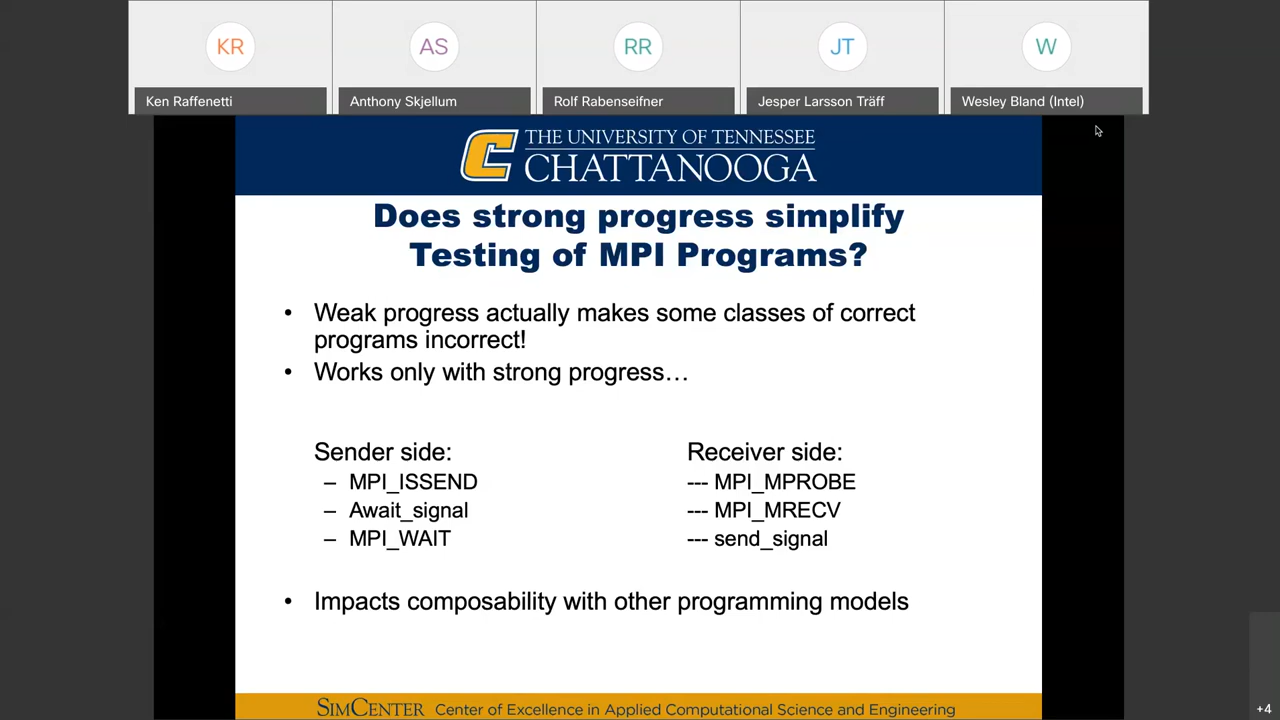 KR
AS
RR
JT
W
Ken Raffenetti
Anthony Skjellum
Rolf Rabenseifner
Jesper Larsson Träff
Wesley Bland (Intel)
C
THE UNIVERSITY OF TENNESSEE
CHATTANOOGA
Does strong progress simplify
Testing of MPI Programs?
• Weak progress actually makes some classes of correct
programs incorrect!
• Works only with strong progress…
Sender side:
– MPI_ISSEND
– Await_signal
– MPI_WAIT
Receiver side:
--- MPI_MPROBE
--- MPI_MRECV
--- send_signal
• Impacts composability with other programming models
SIMCENTER Center of Excellence in Applied Computational Science and Engineering
+4